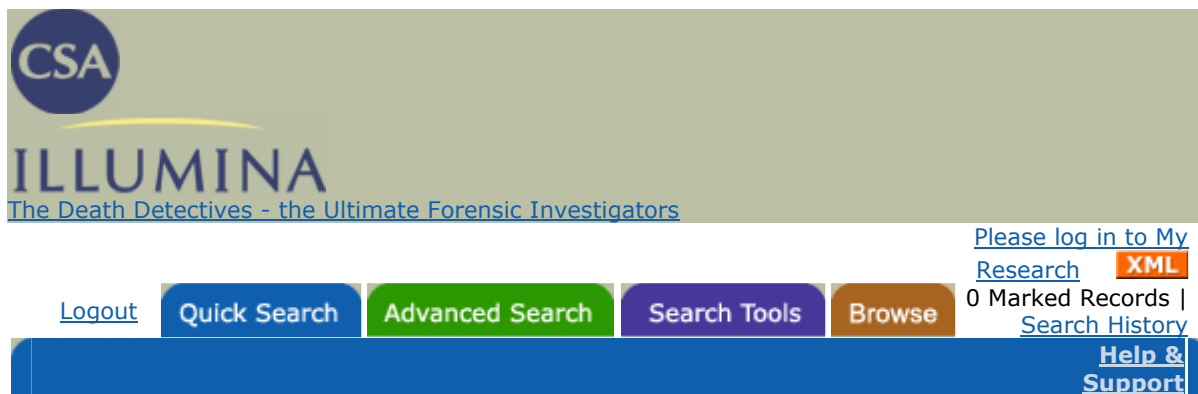 CSA
ILLUMINA
The Death Detectives - the Ultimate Forensic Investigators
Please log in to My
Research XML
Logout Quick Search Advanced Search Search Tools Browse 0 Marked Records |
Search History
Help &
Support